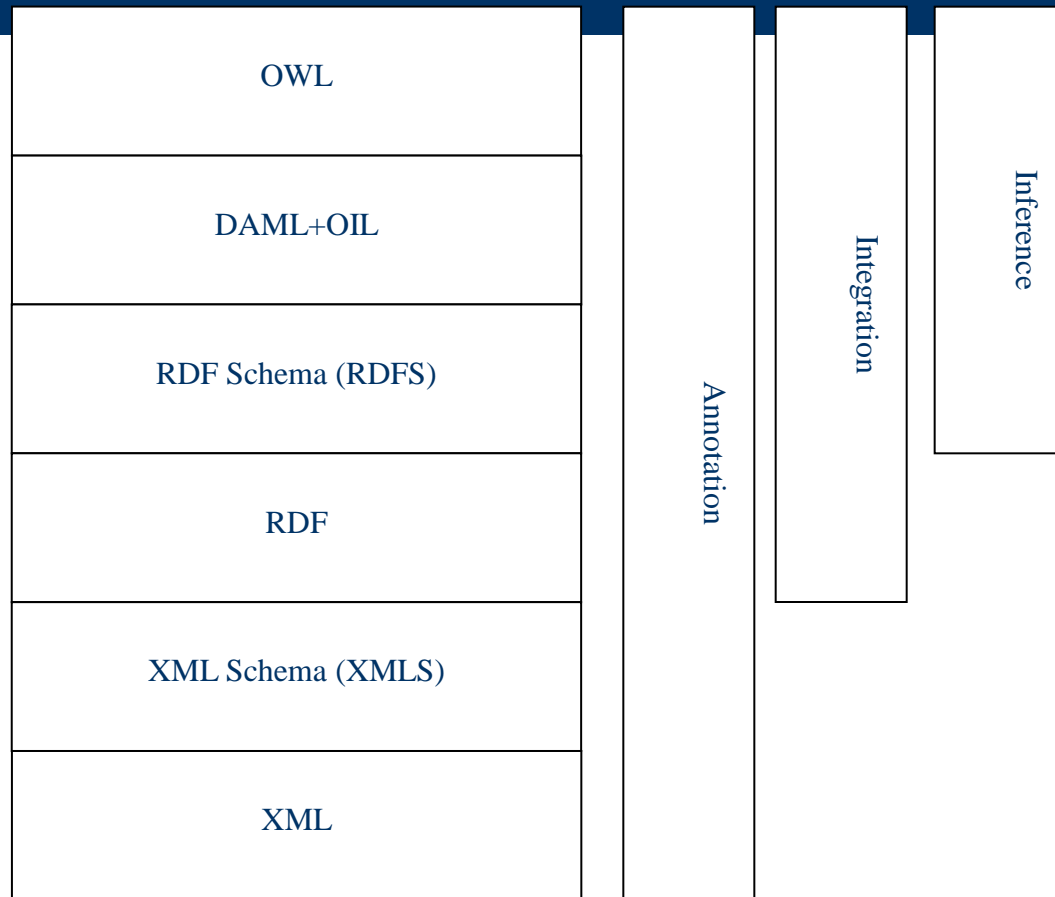 OWL
DAML+OIL
RDF Schema (RDFS)
RDF
XML Schema (XMLS)
XML
Annotation
Integration
Inference